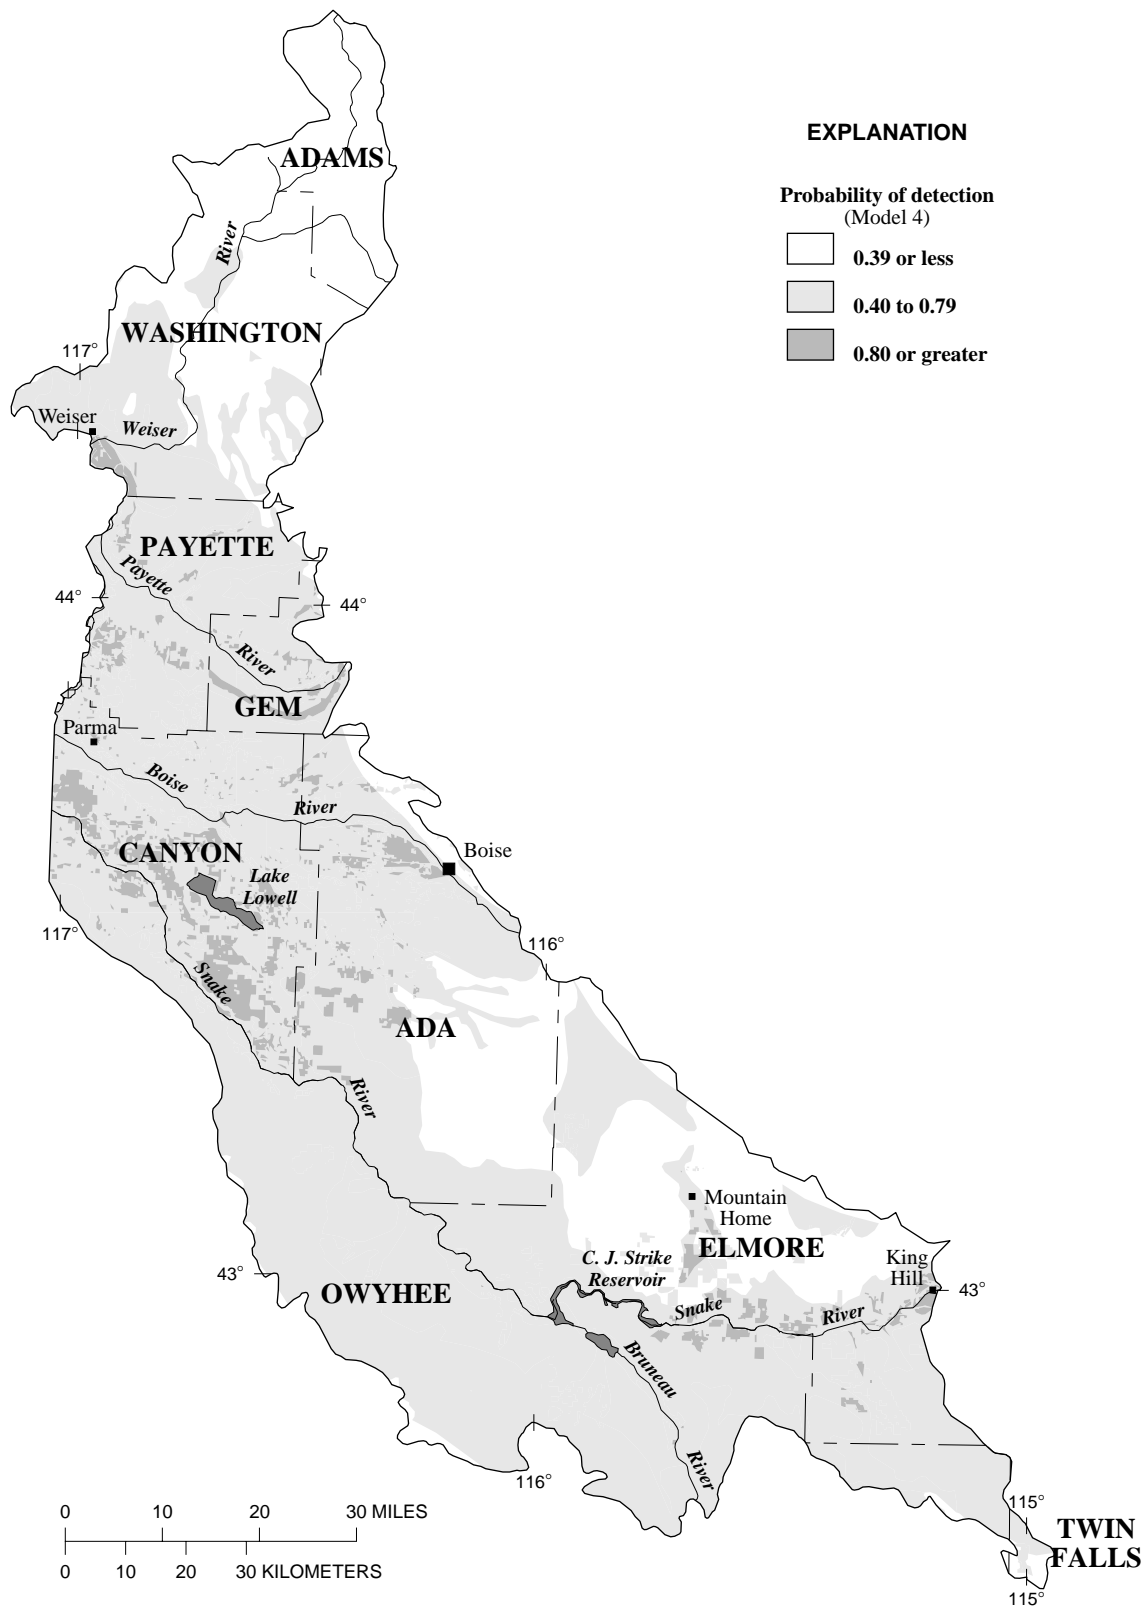 EXPLANATION
Probability of detection
(Model 4)
0.39 or less
0.40 to 0.79
0.80 or greater
ADAMS
River
WASHINGTON
117°
Weiser
Weiser
PAYETTE
Payette
44°
44°
River
GEM
Parma
Boise
River
CANYON
Boise
Lake
Lowell
117°
116°
Snake
ADA
River
Mountain
Home
ELMORE
C. J. Strike
Reservoir
King
Hill
43°
OWYHEE
43°
Snake
River
Bruneau
River
116°
115°
TWIN
FALLS
115°
0 10 20 30 MILES
0 10 20 30 KILOMETERS